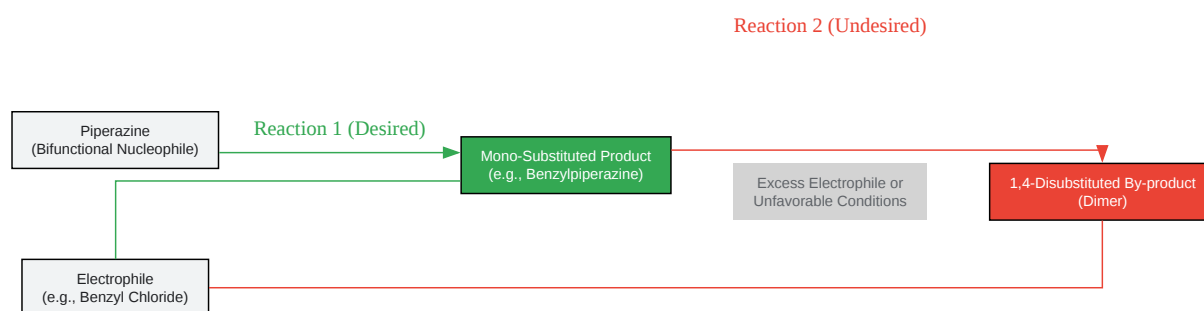 Reaction 2 (Undesired)
Piperazine
(Bifunctional Nucleophile)
Reaction 1 (Desired)
Mono-Substituted Product
(e.g., Benzylpiperazine)
Excess Electrophile or
Unfavorable Conditions
1,4-Disubstituted By-product
(Dimer)
Electrophile
(e.g., Benzyl Chloride)